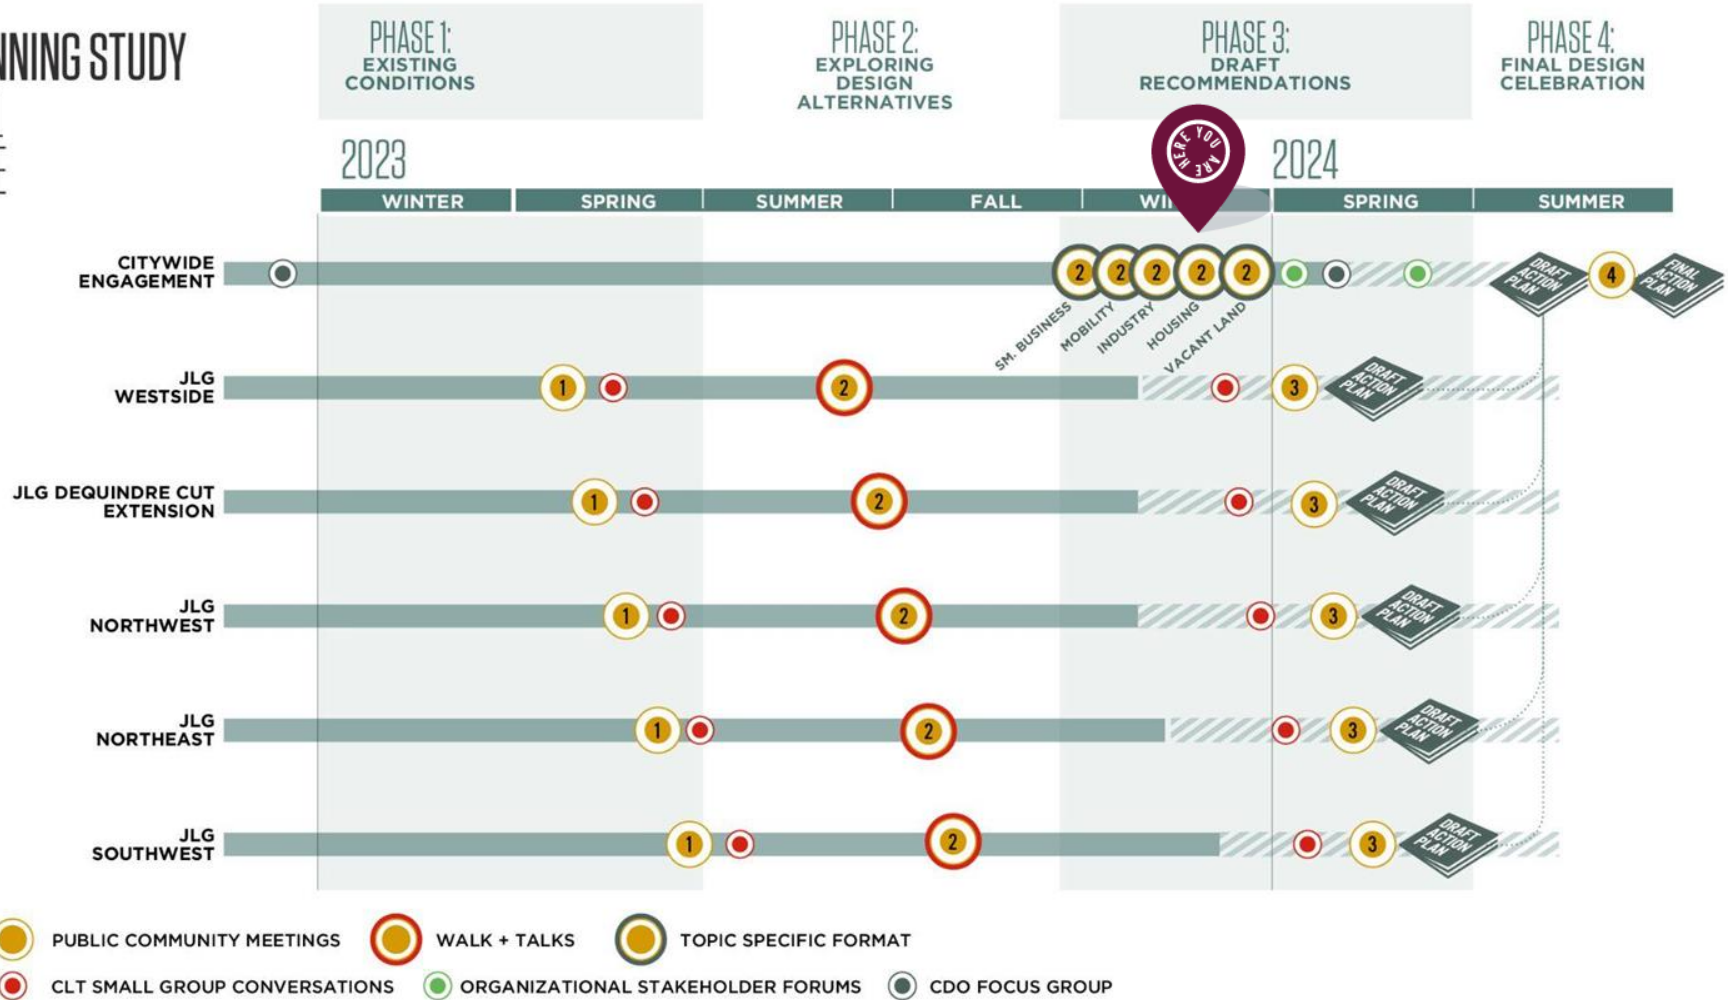 STUDY
PHASE 1:
EXISTING
CONDITIONS
PHASE 2:
EXPLORING
DESIGN
ALTERNATIVES
PHASE 3:
DRAFT
RECOMMENDATIONS
PHASE 4:
FINAL DESIGN
CELEBRATION
YOU ARE HERE
2023
2024
WINTER
SPRING
SUMMER
FALL
SPRING
SUMMER
CITYWIDE
ENGAGEMENT
2
2
2
2
2
DRAFT
ACTION
PLAN
4
FINAL
ACTION
PLAN
SM. BUSINESS
MOBILITY
INDUSTRY
HOUSING
VACANT LAND
JLG
WESTSIDE
1
2
3
DRAFT
ACTION
PLAN
JLG DEQUINDRE CUT
EXTENSION
1
2
3
DRAFT
ACTION
PLAN
JLG
NORTHWEST
1
2
3
DRAFT
ACTION
PLAN
JLG
NORTHEAST
1
2
3
DRAFT
ACTION
PLAN
JLG
SOUTHWEST
1
2
3
DRAFT
ACTION
PLAN
PUBLIC COMMUNITY MEETINGS
WALK + TALKS
TOPIC SPECIFIC FORMAT
CLT SMALL GROUP CONVERSATIONS
ORGANIZATIONAL STAKEHOLDER FORUMS
CDO FOCUS GROUP